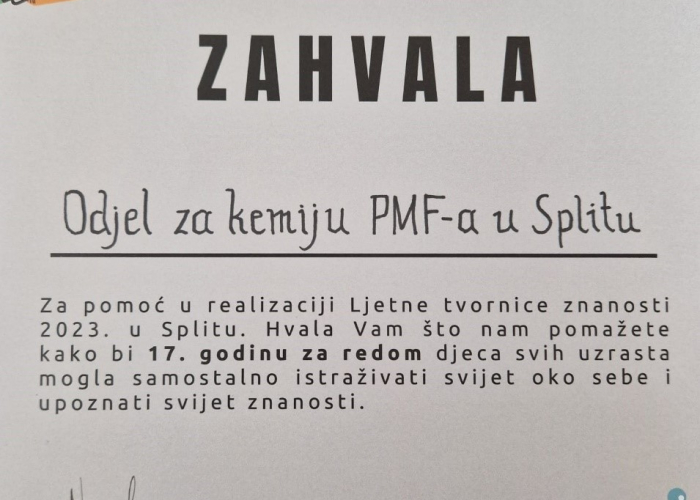 ZAHVALA
Odjel za kemiju PMF-a u Splitu
Za pomoć u realizaciji Ljetne tvornice znanosti
2023. u Splitu. Hvala Vam što nam pomažete
kako bi 17. godinu za redom djeca svih uzrasta
mogla samostalno istraživati svijet oko sebe i
upoznati svijet znanosti.